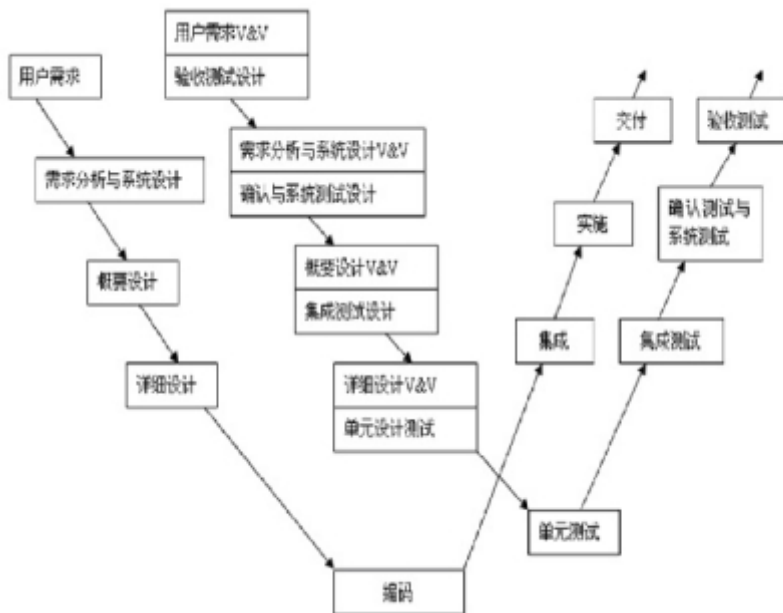 用户需求
用户需求V&V
验收测试设计
需求分析与系统设计
需求分析与系统设计V&V
确认与系统测试设计
概要设计
概要设计V&V
集成测试设计
详细设计
详细设计V&V
单元设计测试
编码
单元测试
集成
集成测试
实施
确认测试与
系统测试
交付
验收测试